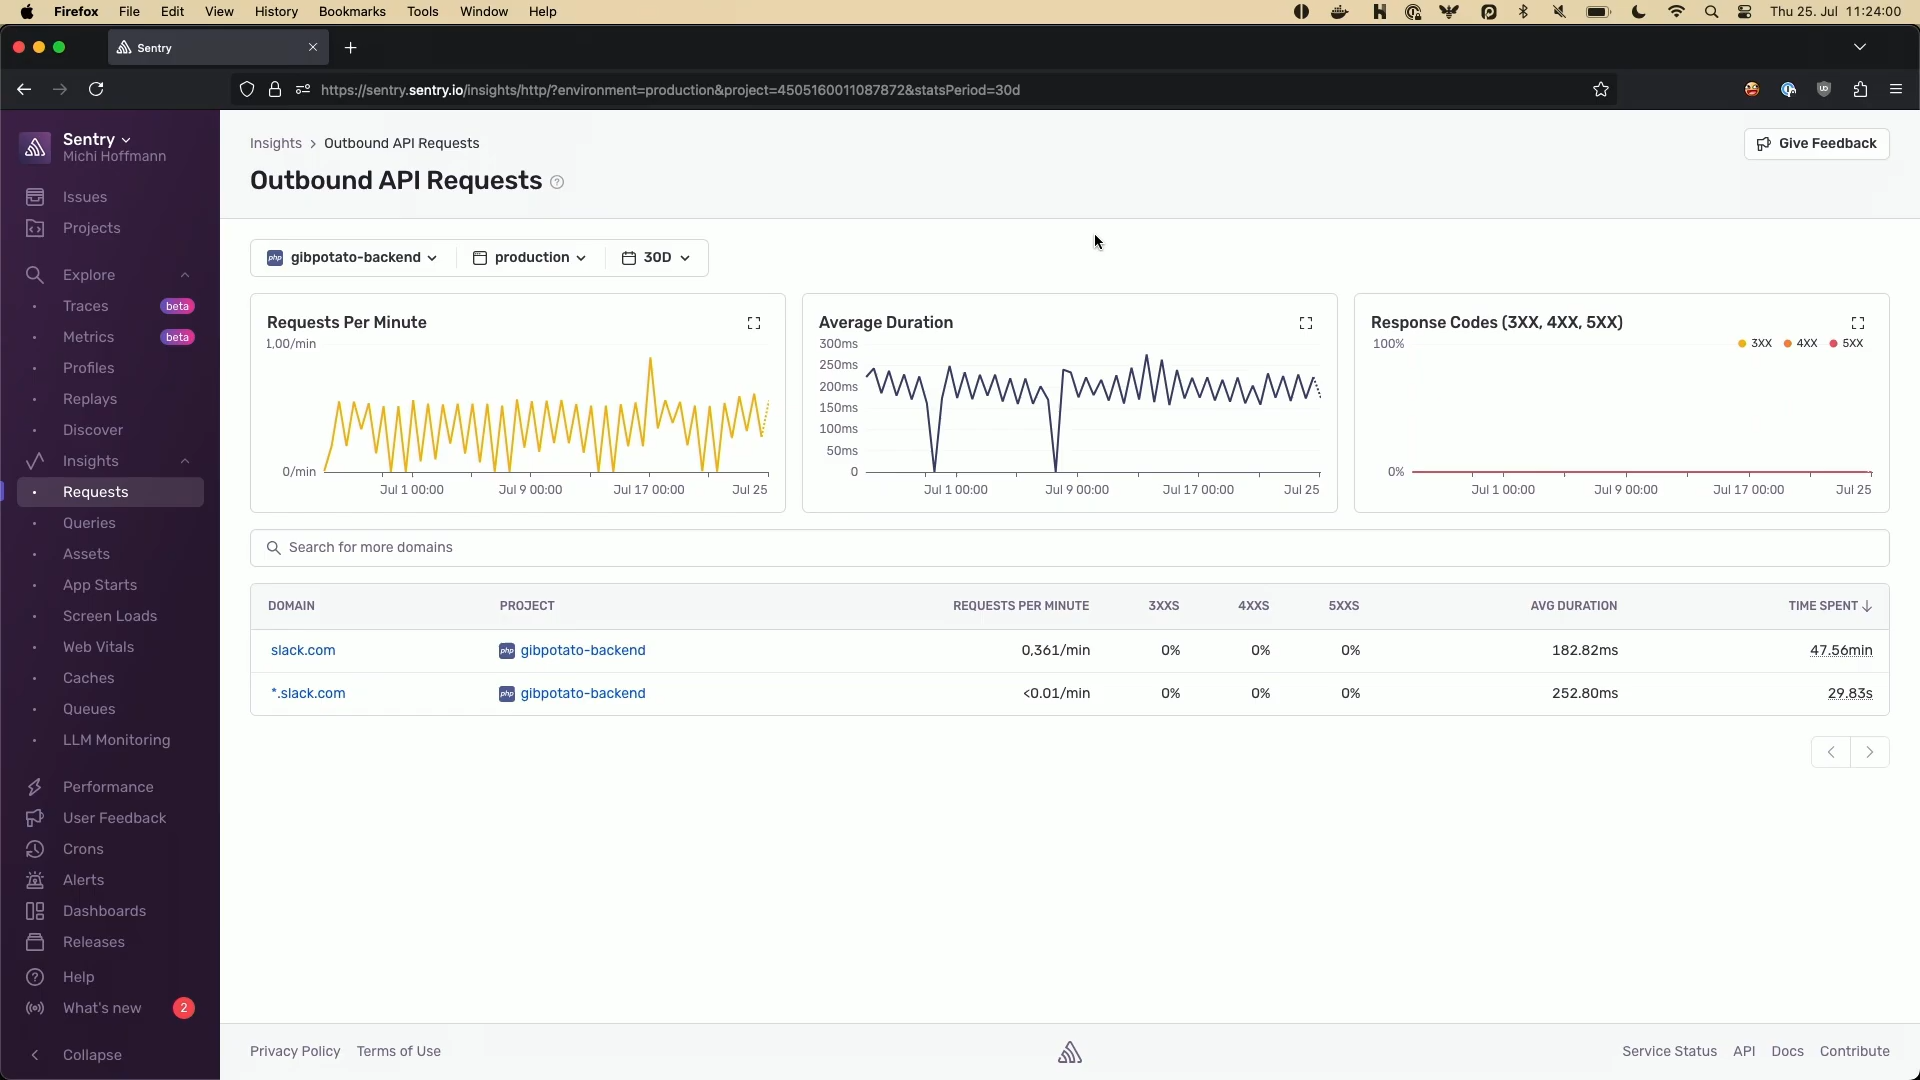 Firefox File Edit View History Bookmarks Tools Window Help Thu 25. Jul 11:24:00
Sentry
https://sentry.sentry.io/insights/http/?environment=production&project=4505160011087872&statsPeriod=30d
Sentry
Michi Hoffmann
Issues
Projects
Explore
Traces beta
Metrics beta
Profiles
Replays
Discover
Insights
Requests
Queries
Assets
App Starts
Screen Loads
Web Vitals
Caches
Queues
LLM Monitoring
Performance
User Feedback
Crons
Alerts
Dashboards
Releases
Help
What's new 2
Collapse
Insights > Outbound API Requests
Give Feedback
Outbound API Requests ?
php gibpotato-backend production 30D
Requests Per Minute
1,00/min
0/min
Jul 1 00:00 Jul 9 00:00 Jul 17 00:00 Jul 25
Average Duration
300ms
250ms
200ms
150ms
100ms
50ms
0
Jul 1 00:00 Jul 9 00:00 Jul 17 00:00 Jul 25
Response Codes (3XX, 4XX, 5XX)
100% 3XX 4XX 5XX
0%
Jul 1 00:00 Jul 9 00:00 Jul 17 00:00 Jul 25
Search for more domains
DOMAIN PROJECT REQUESTS PER MINUTE 3XXS 4XXS 5XXS AVG DURATION TIME SPENT
slack.com php gibpotato-backend 0,361/min 0% 0% 0% 182.82ms 47.56min
*.slack.com php gibpotato-backend <0.01/min 0% 0% 0% 252.80ms 29.83s
Privacy Policy Terms of Use Service Status API Docs Contribute